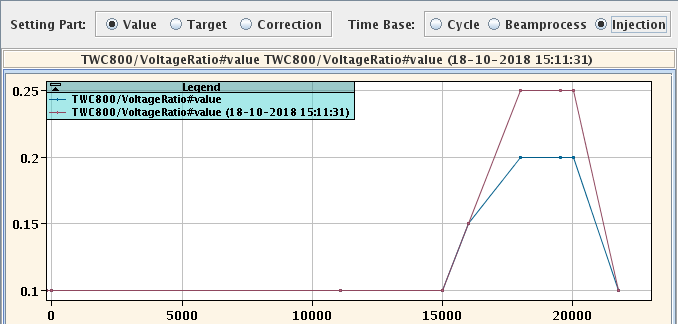 Setting Part: Value Target Correction Time Base: Cycle Beamprocess Injection
TWC800/VoltageRatio#value TWC800/VoltageRatio#value (18-10-2018 15:11:31)
Legend
TWC800/VoltageRatio#value
TWC800/VoltageRatio#value (18-10-2018 15:11:31)
0.25
0.2
0.15
0.1
0 5000 10000 15000 20000